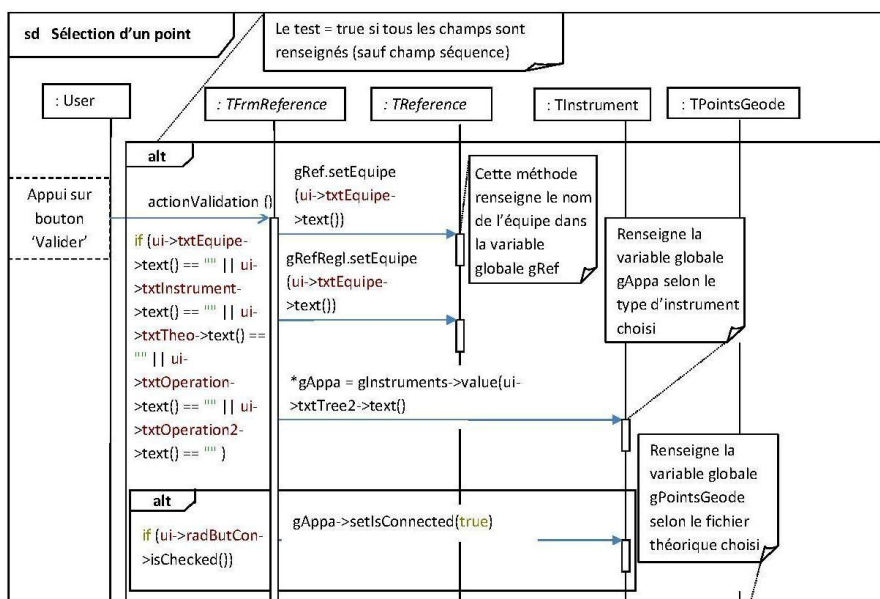 sd Sélection d'un point
Le test = true si tous les champs sont
renseignés (sauf champ séquence)
: User
: TFrmReference
: TReference
: TInstrument
: TPointsGeode
alt
Appui sur
bouton
'Valider'
actionValidation ()
if (ui->txtEquipe-
>text() == "" || ui-
>txtInstrument-
>text() == "" || ui-
>txtTheo->text() ==
"" || ui-
>txtOperation-
>text() == "" || ui-
>txtOperation2-
>text() == "" )
gRef.setEquipe
(ui->txtEquipe-
>text())
gRefRegl.setEquipe
(ui->txtEquipe-
>text())
Cette méthode
renseigne le nom
de l'équipe dans
la variable
globale gRef
Renseigne la
variable globale
gAppa selon le
type d'instrument
choisi
*gAppa = gInstruments->value(ui-
>txtTree2->text()
Renseigne la
variable globale
gPointsGeode
selon le fichier
théorique choisi
alt
if (ui->radButCon-
>isChecked())
gAppa->setIsConnected(true)